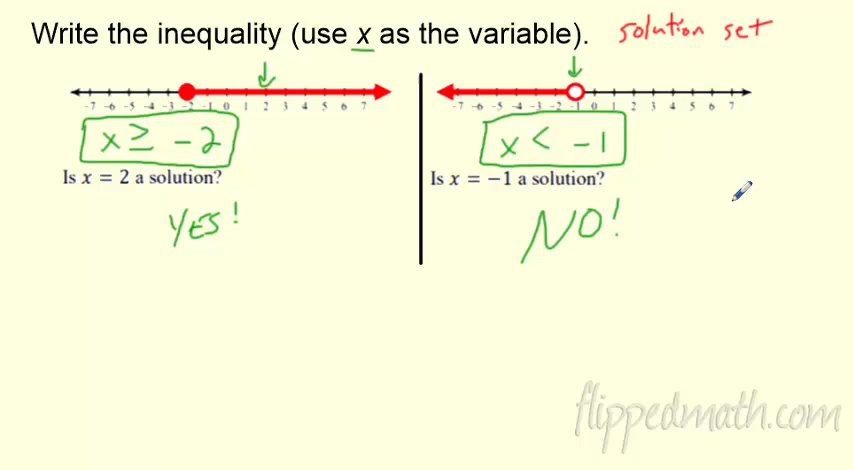 Write the inequality (use x as the variable). solution set
-7 -6 -5 -4 -3 -2 -1 0 1 2 3 4 5 6 7
x ≥ -2
Is x = 2 a solution?
YES!
-7 -6 -5 -4 -3 -2 -1 0 1 2 3 4 5 6 7
x < -1
Is x = −1 a solution?
NO!
flippedmath.com